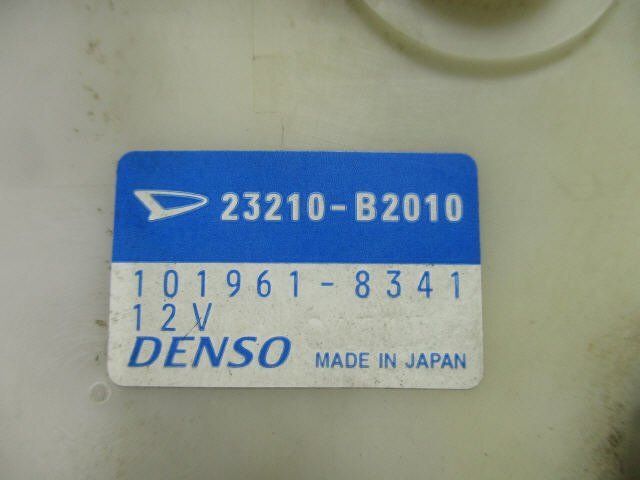 23210-B2010
101961-8341
12V
DENSO MADE IN JAPAN